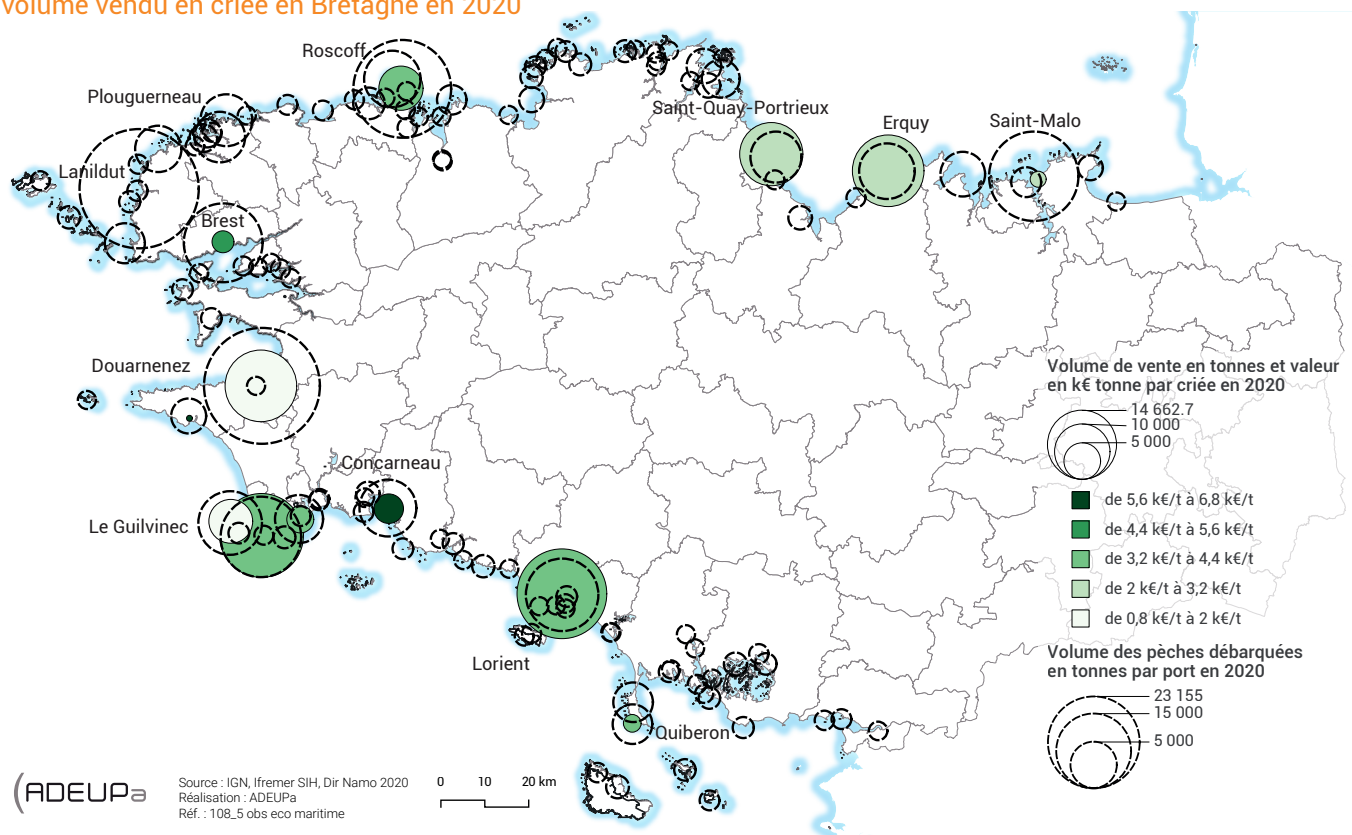 volume vendu en criée en Bretagne en 2020
Roscoff
Plouguerneau
Saint-Quay-Portrieux
Erquy
Saint-Malo
Lanildut
Brest
Douarnenez
Concarneau
Le Guilvinec
Lorient
Quiberon
Volume de vente en tonnes et valeur
en k€ tonne par criée en 2020
14 662.7
10 000
5 000
de 5,6 k€/t à 6,8 k€/t
de 4,4 k€/t à 5,6 k€/t
de 3,2 k€/t à 4,4 k€/t
de 2 k€/t à 3,2 k€/t
de 0,8 k€/t à 2 k€/t
Volume des pèches débarquées
en tonnes par port en 2020
23 155
15 000
5 000
ADEUPa
Source : IGN, Ifremer SIH, Dir Namo 2020
Réalisation : ADEUPa
Réf. : 108_5 obs eco maritime
0 10 20 km